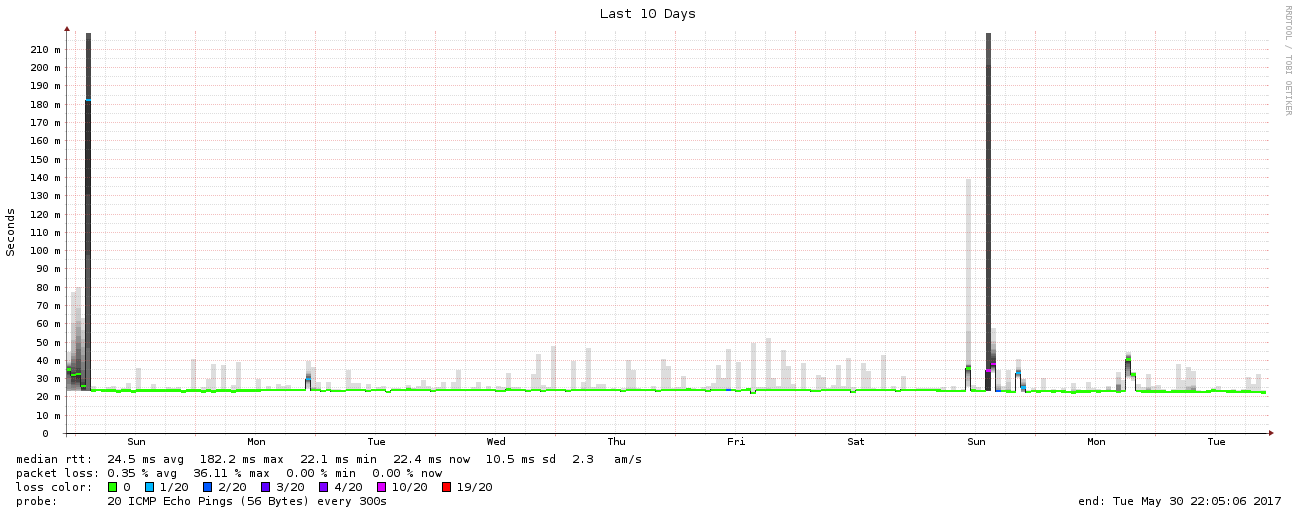 Last 10 Days
RRDTOOL / TOBI OETIKER
Seconds
210 m
200 m
190 m
180 m
170 m
160 m
150 m
140 m
130 m
120 m
110 m
100 m
90 m
80 m
70 m
60 m
50 m
40 m
30 m
20 m
10 m
0
Sun Mon Tue Wed Thu Fri Sat Sun Mon Tue
median rtt: 24.5 ms avg 182.2 ms max 22.1 ms min 22.4 ms now 10.5 ms sd 2.3 am/s
packet loss: 0.35 % avg 36.11 % max 0.00 % min 0.00 % now
loss color: 0 1/20 2/20 3/20 4/20 10/20 19/20
probe: 20 ICMP Echo Pings (56 Bytes) every 300s end: Tue May 30 22:05:06 2017